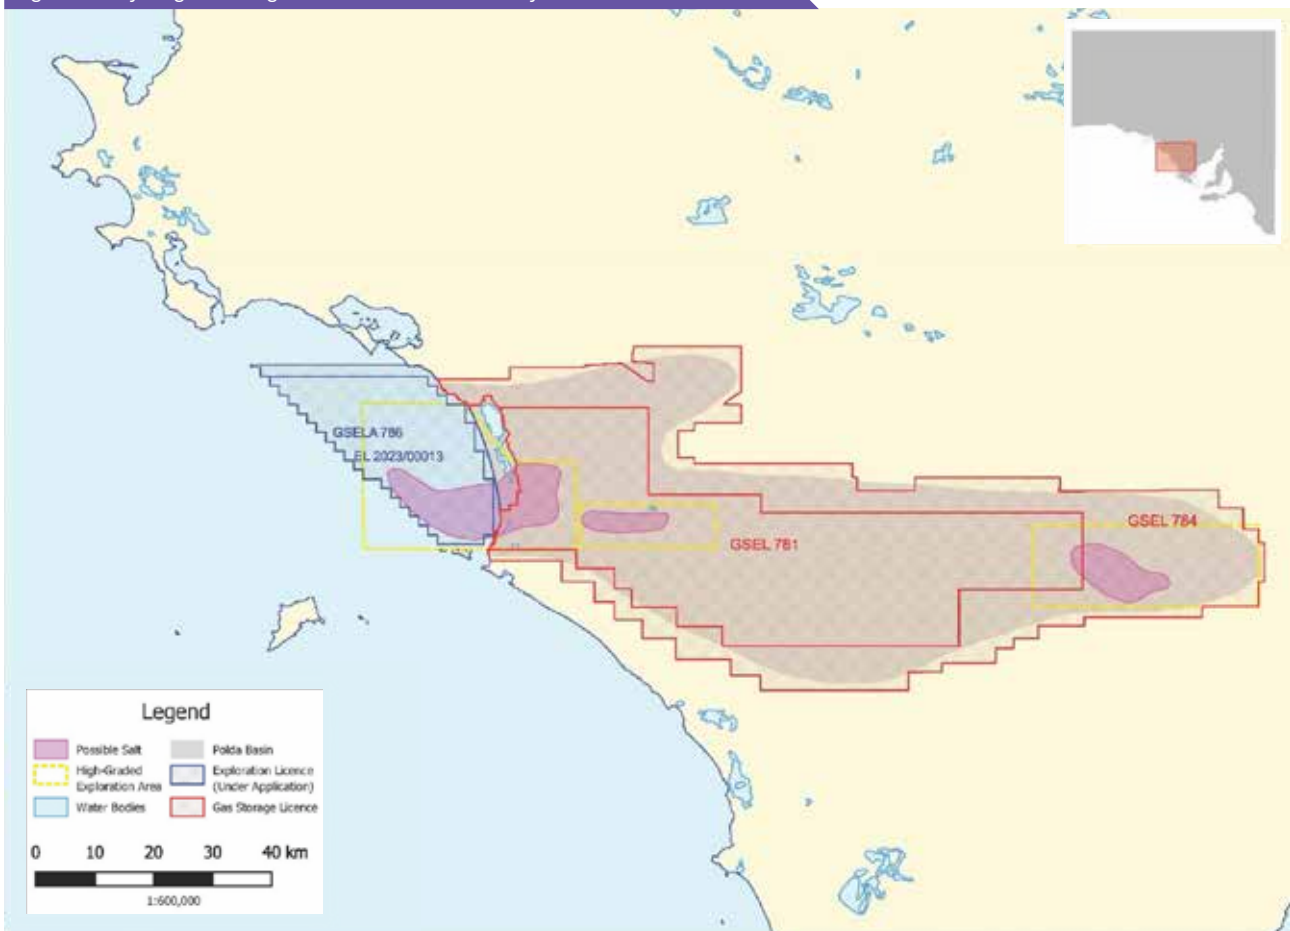 GSELA 786
EL 2023/00013
GSEL 784
GSEL 781
Legend
Possible Salt
Polda Basin
High-Graded
Exploration Area
Exploration Licence
(Under Application)
Water Bodies
Gas Storage Licence
0 10 20 30 40 km
1:600,000